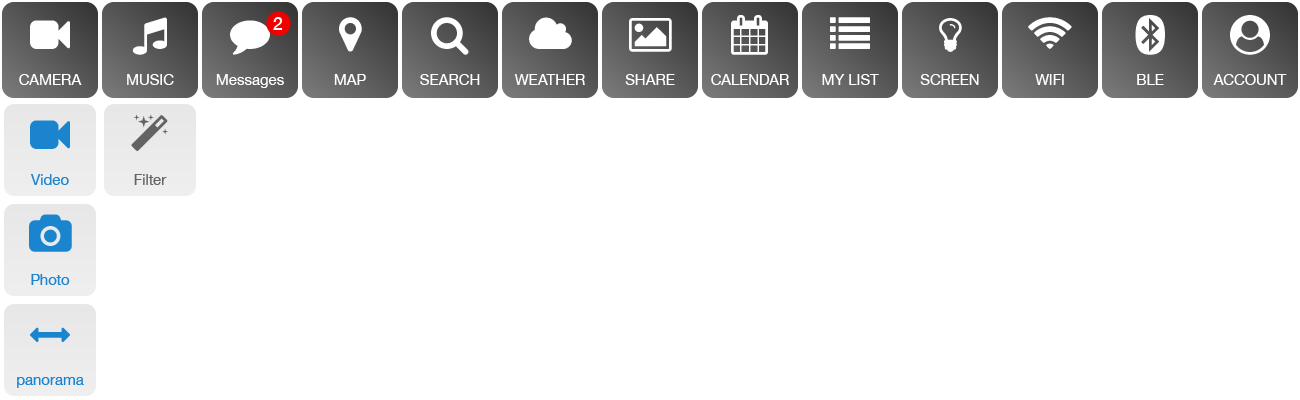 2
CAMERA MUSIC Messages MAP SEARCH WEATHER SHARE CALENDAR MY LIST SCREEN WIFI BLE ACCOUNT
Video Filter
Photo
panorama